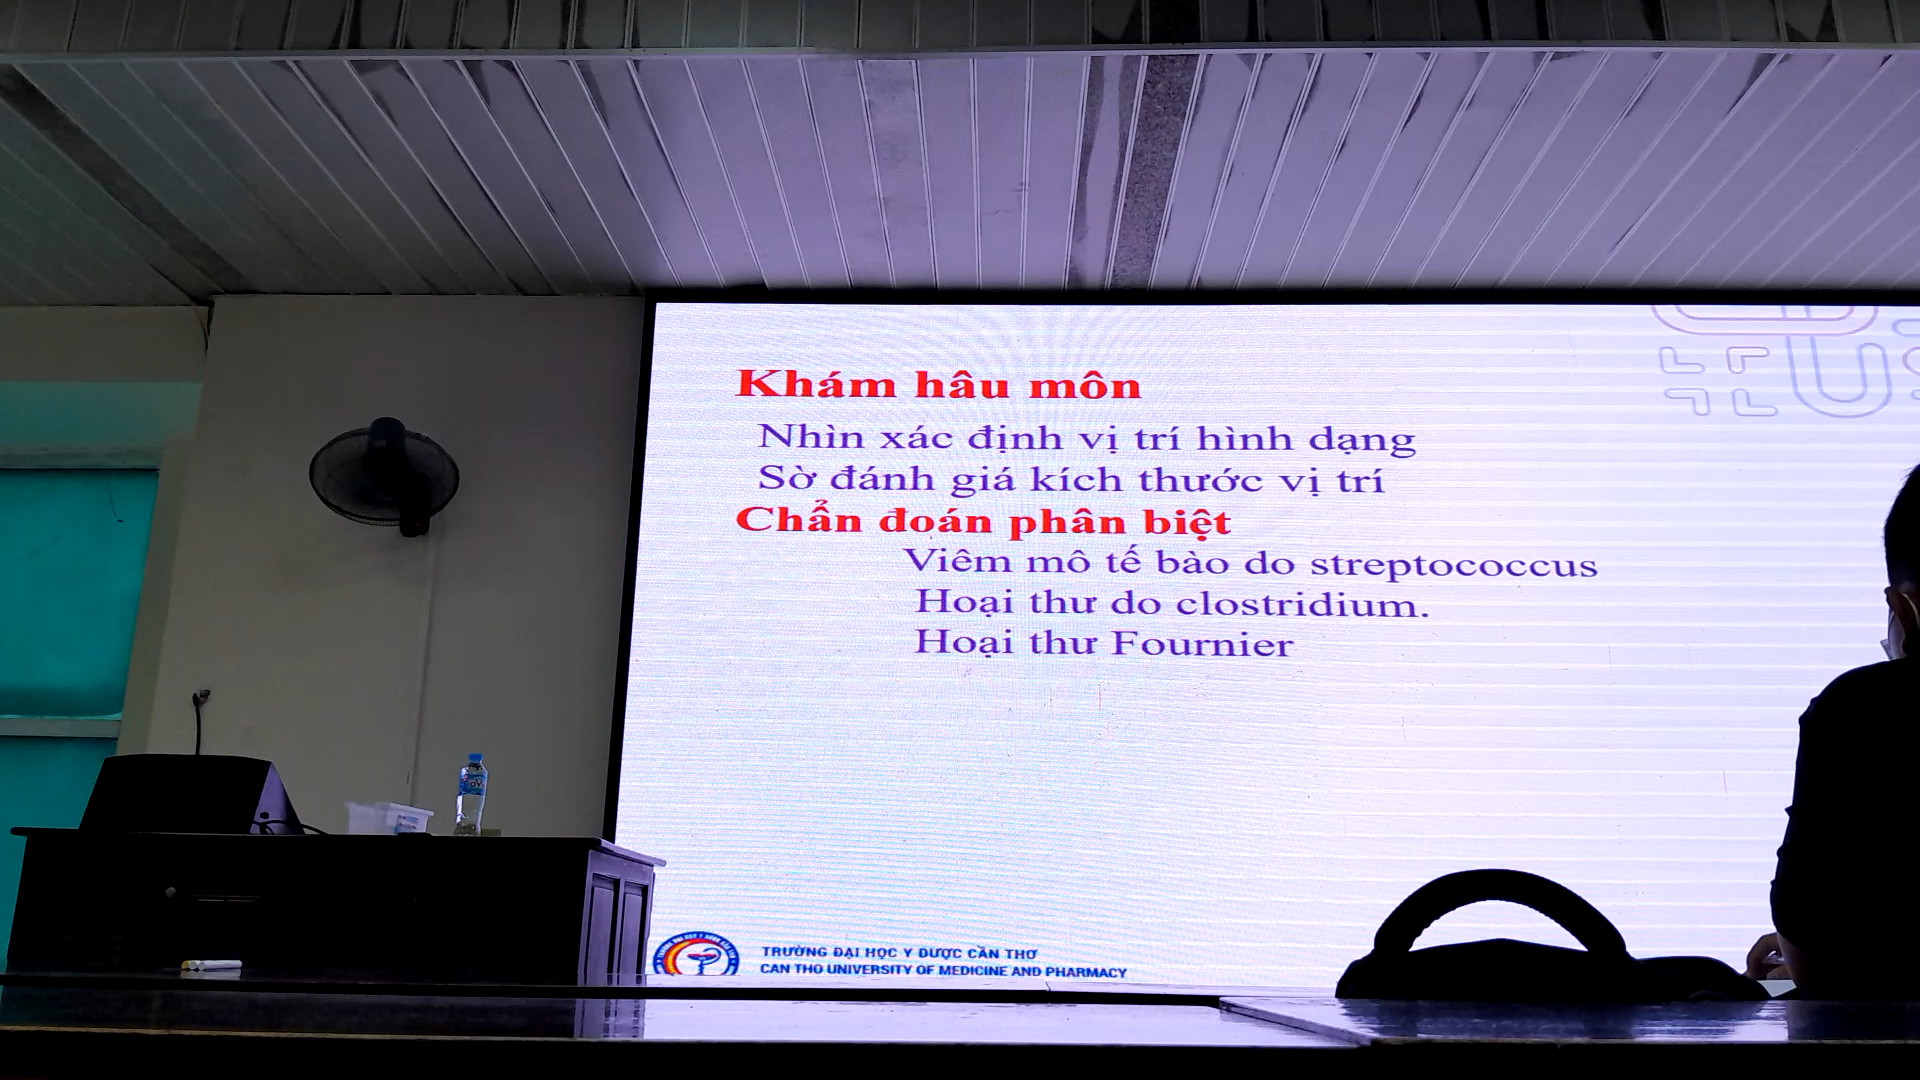 Khám hâu môn
Nhìn xác định vị trí hình dạng
Sờ đánh giá kích thước vị trí
Chẩn đoán phân biệt
Viêm mô tế bào do streptococcus
Hoại thư do clostridium.
Hoại thư Fournier
TRƯỜNG ĐẠI HỌC Y DƯỢC CẦN THƠ
CAN THO UNIVERSITY OF MEDICINE AND PHARMACY